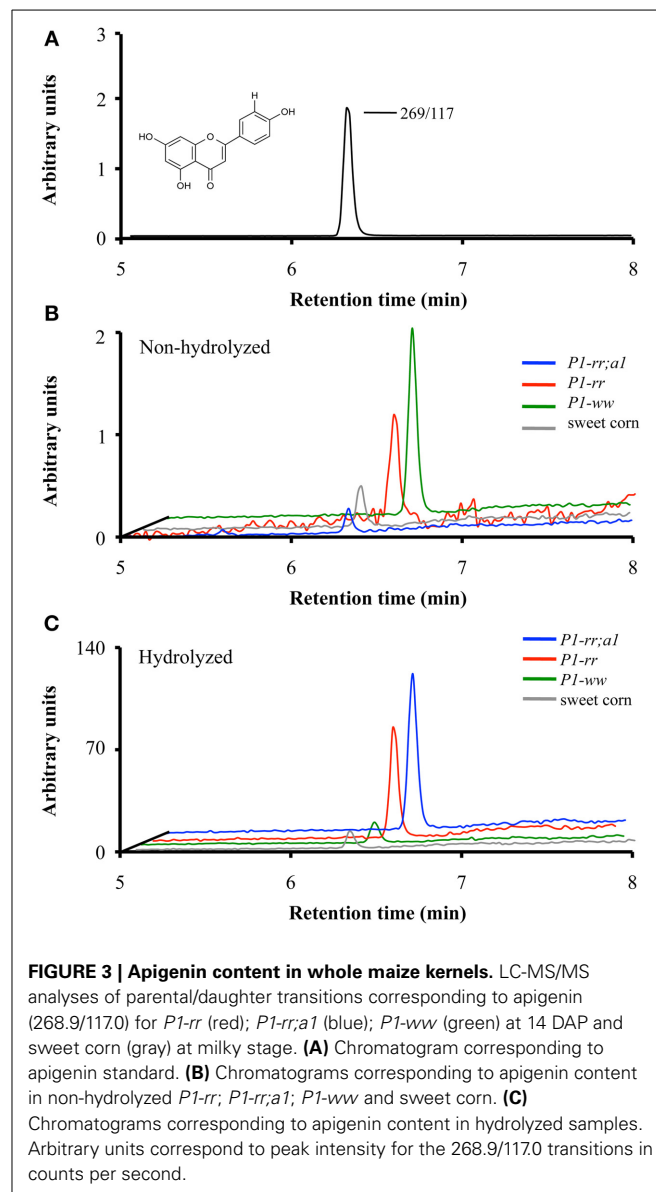 A
3
2
1
0
Arbitrary units
H
OH
HO
O
OH
O
269/117
5 6 7 8
Retention time (min)
B
2
1
0
Arbitrary units
Non-hydrolyzed
P1-rr;a1
P1-rr
P1-ww
sweet corn
5 6 7 8
Retention time (min)
C
140
70
0
Arbitrary units
Hydrolyzed
P1-rr;a1
P1-rr
P1-ww
sweet corn
5 6 7 8
Retention time (min)
FIGURE 3 | Apigenin content in whole maize kernels. LC-MS/MS
analyses of parental/daughter transitions corresponding to apigenin
(268.9/117.0) for P1-rr (red); P1-rr;a1 (blue); P1-ww (green) at 14 DAP and
sweet corn (gray) at milky stage. (A) Chromatogram corresponding to
apigenin standard. (B) Chromatograms corresponding to apigenin content
in non-hydrolyzed P1-rr; P1-rr;a1; P1-ww and sweet corn. (C)
Chromatograms corresponding to apigenin content in hydrolyzed samples.
Arbitrary units correspond to peak intensity for the 268.9/117.0 transitions in
counts per second.